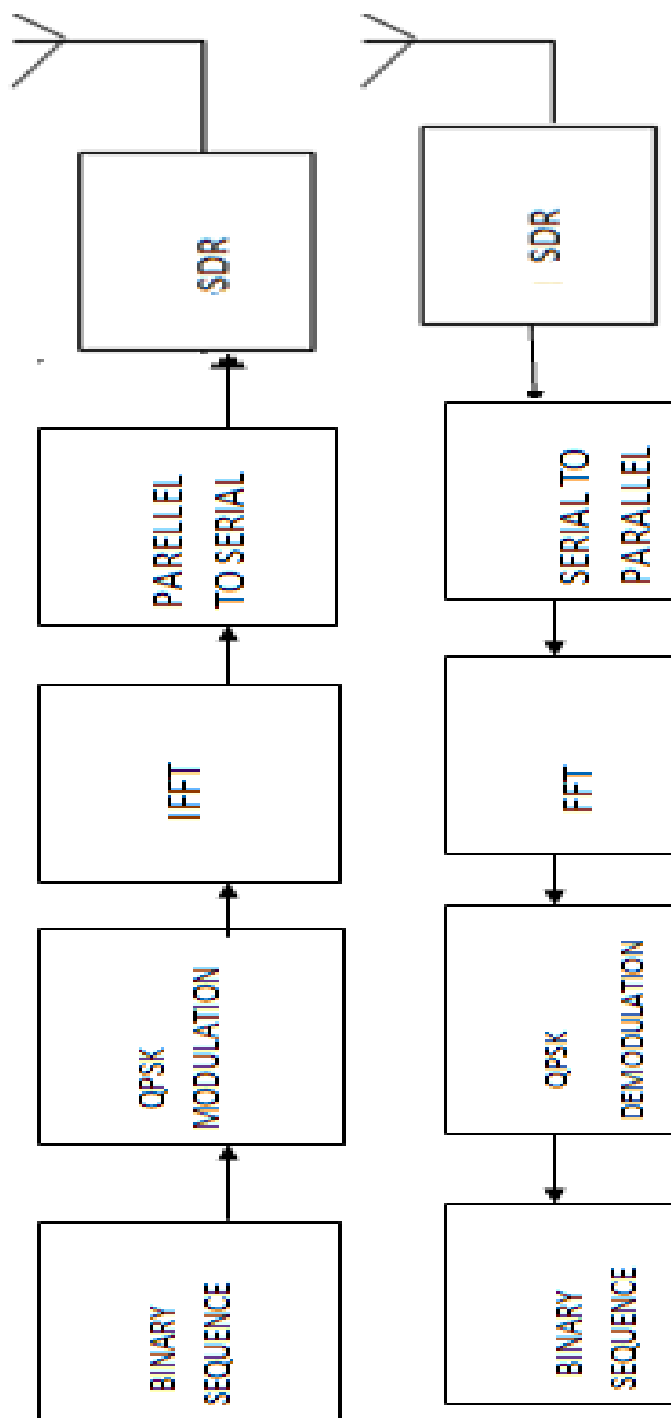 BINARY
SEQUENCE
QPSK
MODULATION
IFFT
PARELLEL
TO SERIAL
SDR
BINARY
SEQUENCE
QPSK
DEMODULATION
FFT
SERIAL TO
PARALLEL
SDR